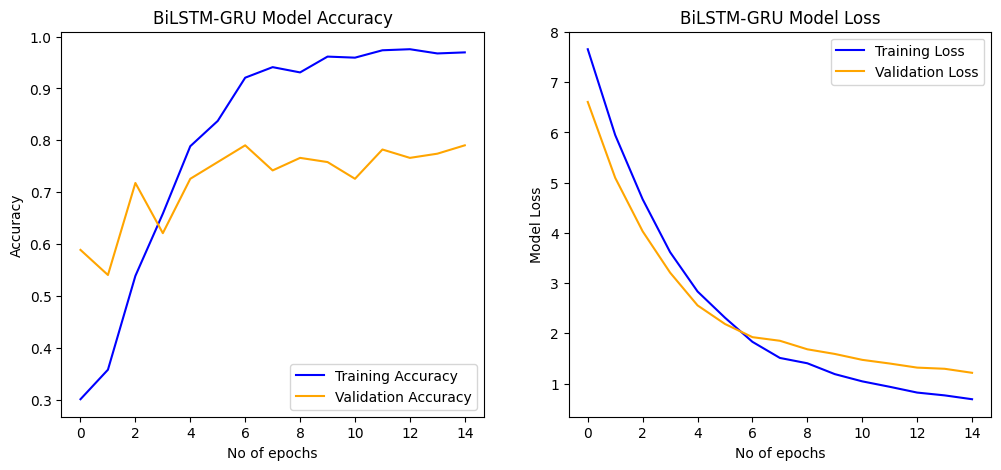 BiLSTM-GRU Model Accuracy
1.0
0.9
0.8
0.7
0.6
0.5
0.4
0.3
Accuracy
0 2 4 6 8 10 12 14
No of epochs
Training Accuracy
Validation Accuracy
BiLSTM-GRU Model Loss
8
7
6
5
4
3
2
1
Model Loss
0 2 4 6 8 10 12 14
No of epochs
Training Loss
Validation Loss